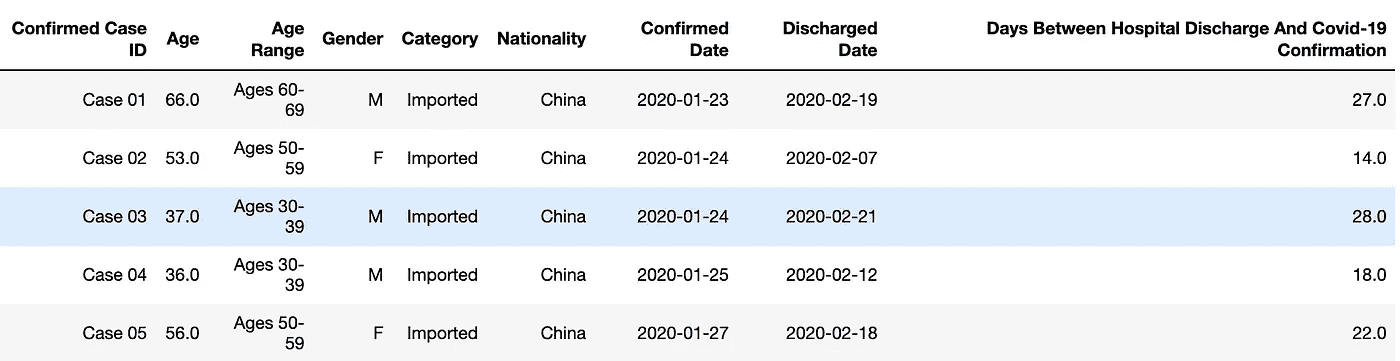 Confirmed Case ID Age Age Range Gender Category Nationality Confirmed Date Discharged Date Days Between Hospital Discharge And Covid-19 Confirmation
Case 01 66.0 Ages 60-69 M Imported China 2020-01-23 2020-02-19 27.0
Case 02 53.0 Ages 50-59 F Imported China 2020-01-24 2020-02-07 14.0
Case 03 37.0 Ages 30-39 M Imported China 2020-01-24 2020-02-21 28.0
Case 04 36.0 Ages 30-39 M Imported China 2020-01-25 2020-02-12 18.0
Case 05 56.0 Ages 50-59 F Imported China 2020-01-27 2020-02-18 22.0